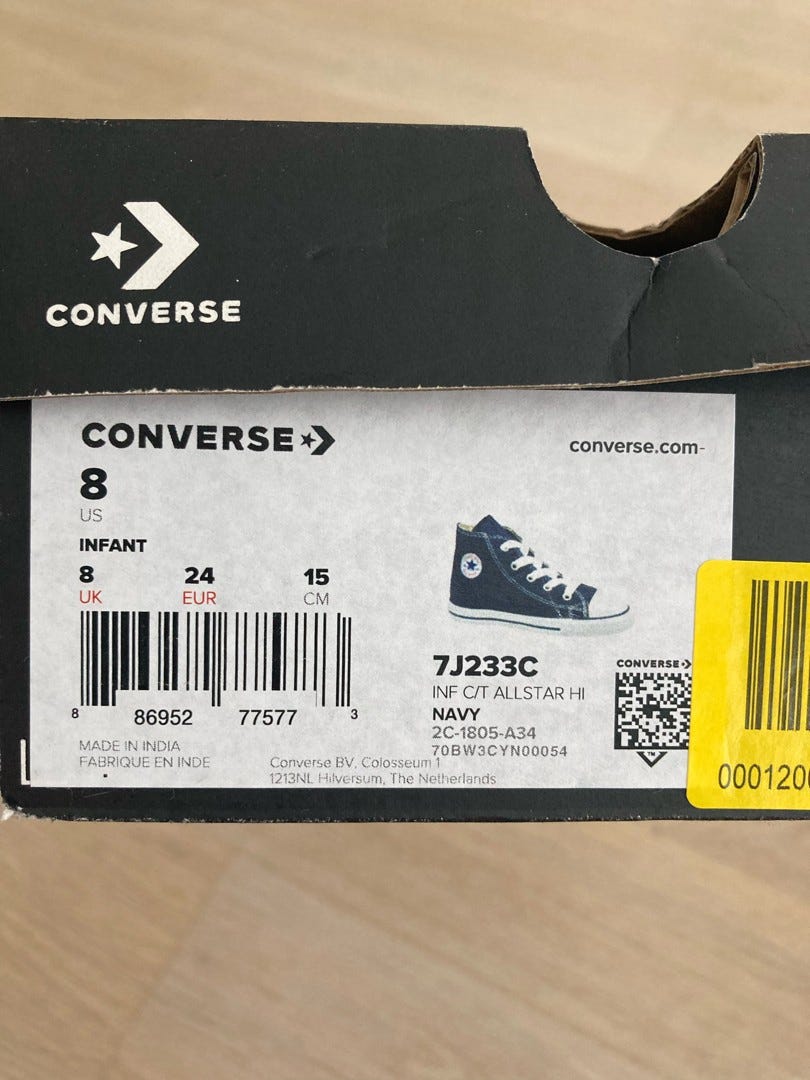 CONVERSE
CONVERSE
converse.com-
8
US
INFANT
8 24 15
UK EUR CM
8 86952 77577 3
MADE IN INDIA
FABRIQUE EN INDE
Converse BV, Colosseum 1
1213NL Hilversum, The Netherlands
7J233C
INF C/T ALLSTAR HI
NAVY
2C-1805-A34
70BW3CYN00054
CONVERSE